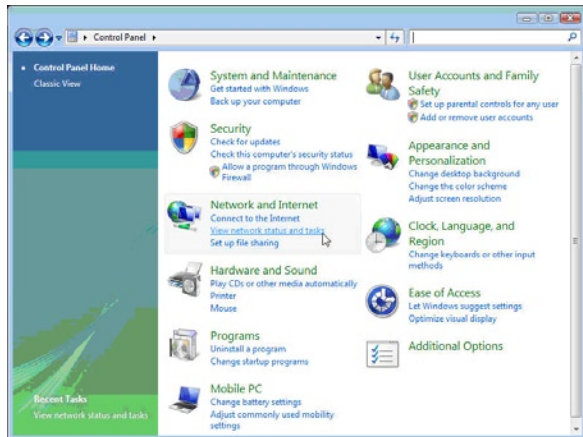 Control Panel
Control Panel Home
Classic View
System and Maintenance
Get started with Windows
Back up your computer
Security
Check for updates
Check this computer's security status
Allow a program through Windows
Firewall
Network and Internet
Connect to the Internet
View network status and tasks
Set up file sharing
Hardware and Sound
Play CDs or other media automatically
Printer
Mouse
Programs
Uninstall a program
Change startup programs
Mobile PC
Change battery settings
Adjust commonly used mobility
settings
User Accounts and Family
Safety
Set up parental controls for any user
Add or remove user accounts
Appearance and
Personalization
Change desktop background
Change the color scheme
Adjust screen resolution
Clock, Language, and
Region
Change keyboards or other input
methods
Ease of Access
Let Windows suggest settings
Optimize visual display
Additional Options
Recent Tasks
View network status and tasks